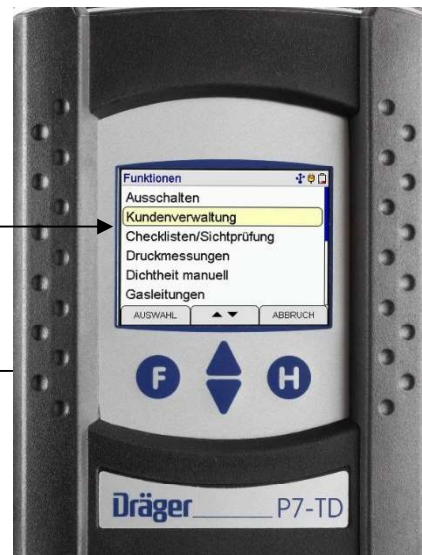 Funktionen
Ausschalten
Kundenverwaltung
Checklisten/Sichtprüfung
Druckmessungen
Dichtheit manuell
Gasleitungen
AUSWAHL ▲ ▼ ABBRUCH
F H
Dräger P7-TD